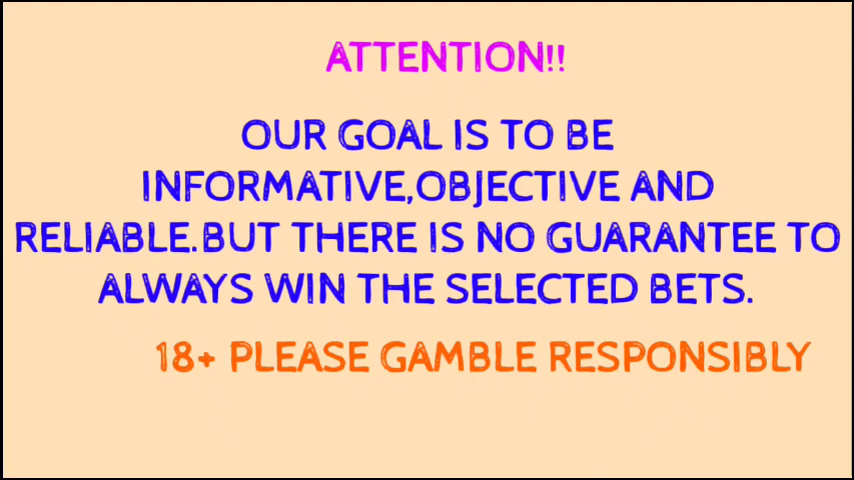 ATTENTION!!
OUR GOAL IS TO BE
INFORMATIVE,OBJECTIVE AND
RELIABLE.BUT THERE IS NO GUARANTEE TO
ALWAYS WIN THE SELECTED BETS.
18+ PLEASE GAMBLE RESPONSIBLY